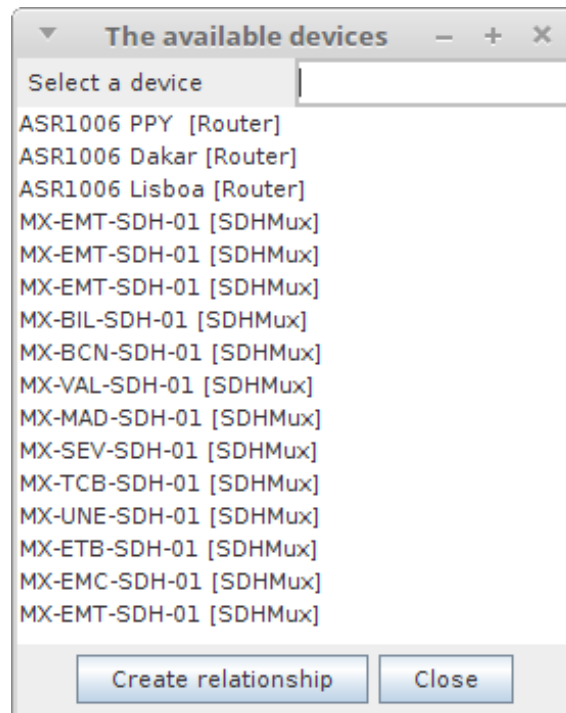 The available devices
Select a device
ASR1006 PPY [Router]
ASR1006 Dakar [Router]
ASR1006 Lisboa [Router]
MX-EMT-SDH-01 [SDHMux]
MX-EMT-SDH-01 [SDHMux]
MX-EMT-SDH-01 [SDHMux]
MX-BIL-SDH-01 [SDHMux]
MX-BCN-SDH-01 [SDHMux]
MX-VAL-SDH-01 [SDHMux]
MX-MAD-SDH-01 [SDHMux]
MX-SEV-SDH-01 [SDHMux]
MX-TCB-SDH-01 [SDHMux]
MX-UNE-SDH-01 [SDHMux]
MX-ETB-SDH-01 [SDHMux]
MX-EMC-SDH-01 [SDHMux]
MX-EMT-SDH-01 [SDHMux]
Create relationship Close